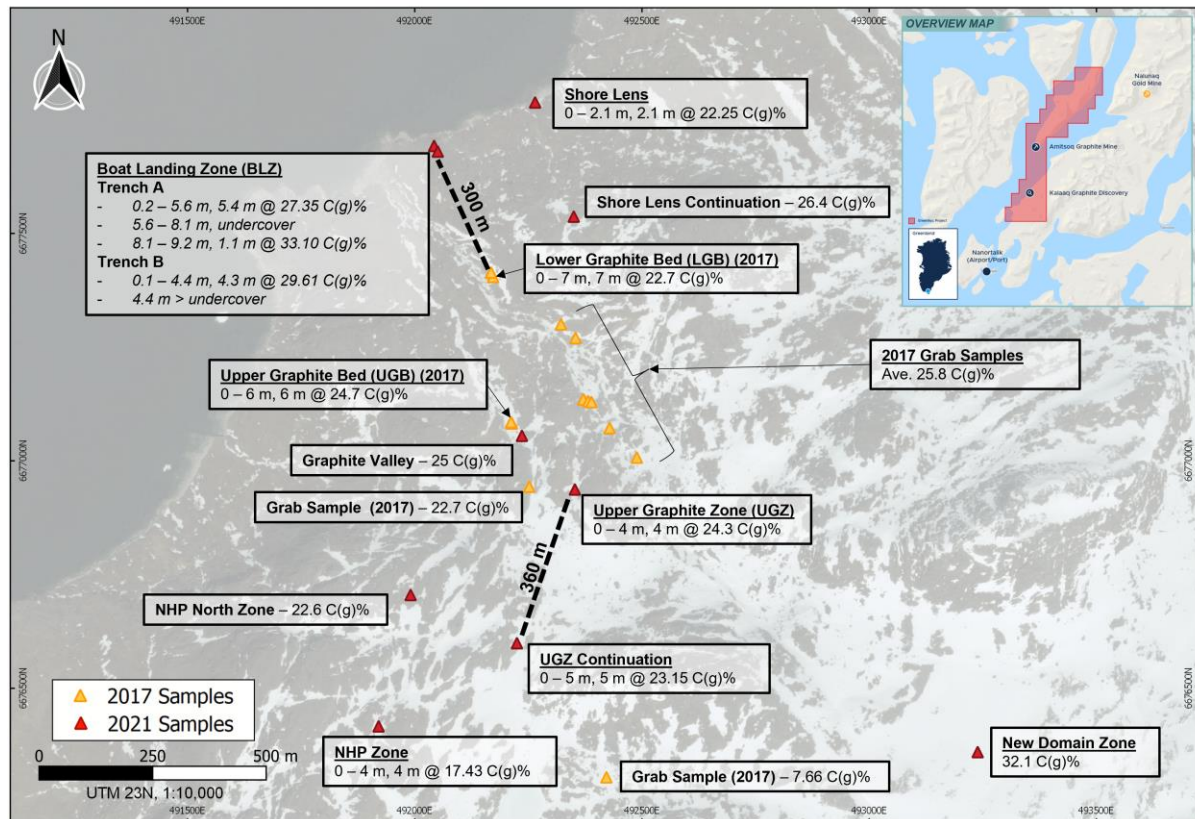 491500E
492000E
492500E
493000E
N
OVERVIEW MAP
Nalunaq
Gold Mine
Amitsoq Graphite Mine
Kalaaq Graphite Discovery
Greenland
Nanortalik
(Airport/Port)
Shore Lens
0 – 2.1 m, 2.1 m @ 22.25 C(g)%
Boat Landing Zone (BLZ)
Trench A
- 0.2 – 5.6 m, 5.4 m @ 27.35 C(g)%
- 5.6 – 8.1 m, undercover
- 8.1 – 9.2 m, 1.1 m @ 33.10 C(g)%
Trench B
- 0.1 – 4.4 m, 4.3 m @ 29.61 C(g)%
- 4.4 m > undercover
300 m
Shore Lens Continuation – 26.4 C(g)%
6677500N
6677500N
Lower Graphite Bed (LGB) (2017)
0 – 7 m, 7 m @ 22.7 C(g)%
2017 Grab Samples
Ave. 25.8 C(g)%
Upper Graphite Bed (UGB) (2017)
0 – 6 m, 6 m @ 24.7 C(g)%
Graphite Valley – 25 C(g)%
6677000N
6677000N
Grab Sample (2017) – 22.7 C(g)%
Upper Graphite Zone (UGZ)
0 – 4 m, 4 m @ 24.3 C(g)%
360 m
NHP North Zone – 22.6 C(g)%
UGZ Continuation
0 – 5 m, 5 m @ 23.15 C(g)%
6676500N
6676500N
2017 Samples
2021 Samples
0 250 500 m
UTM 23N, 1:10,000
NHP Zone
0 – 4 m, 4 m @ 17.43 C(g)%
Grab Sample (2017) – 7.66 C(g)%
New Domain Zone
32.1 C(g)%
491500E
492000E
492500E
493000E
493500E